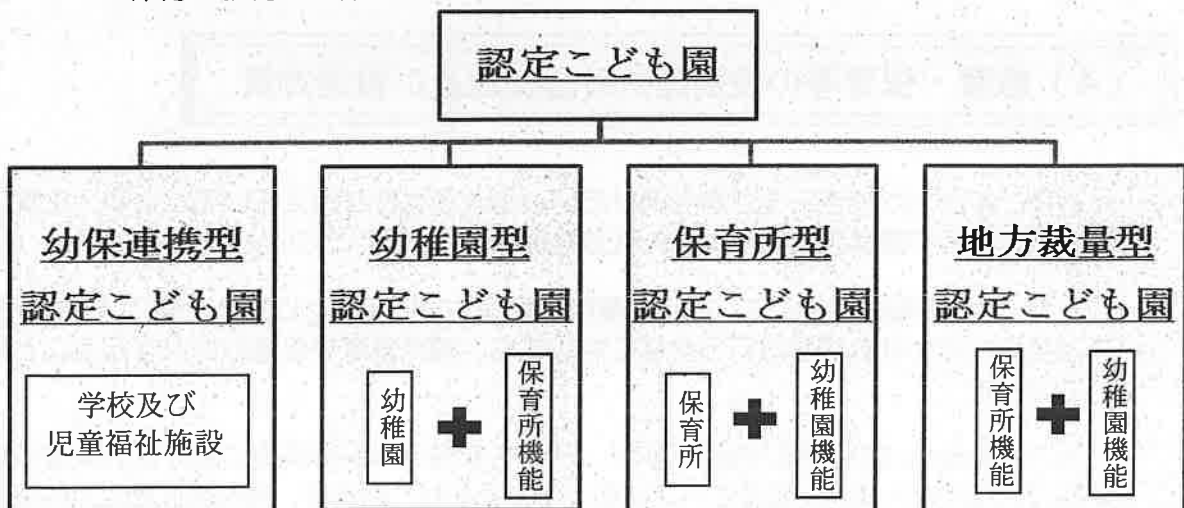 認定こども園
幼保連携型
認定こども園
学校及び
児童福祉施設
幼稚園型
認定こども園
幼稚園
保育所機能
保育所型
認定こども園
保育所
幼稚園機能
地方裁量型
認定こども園
保育所機能
幼稚園機能